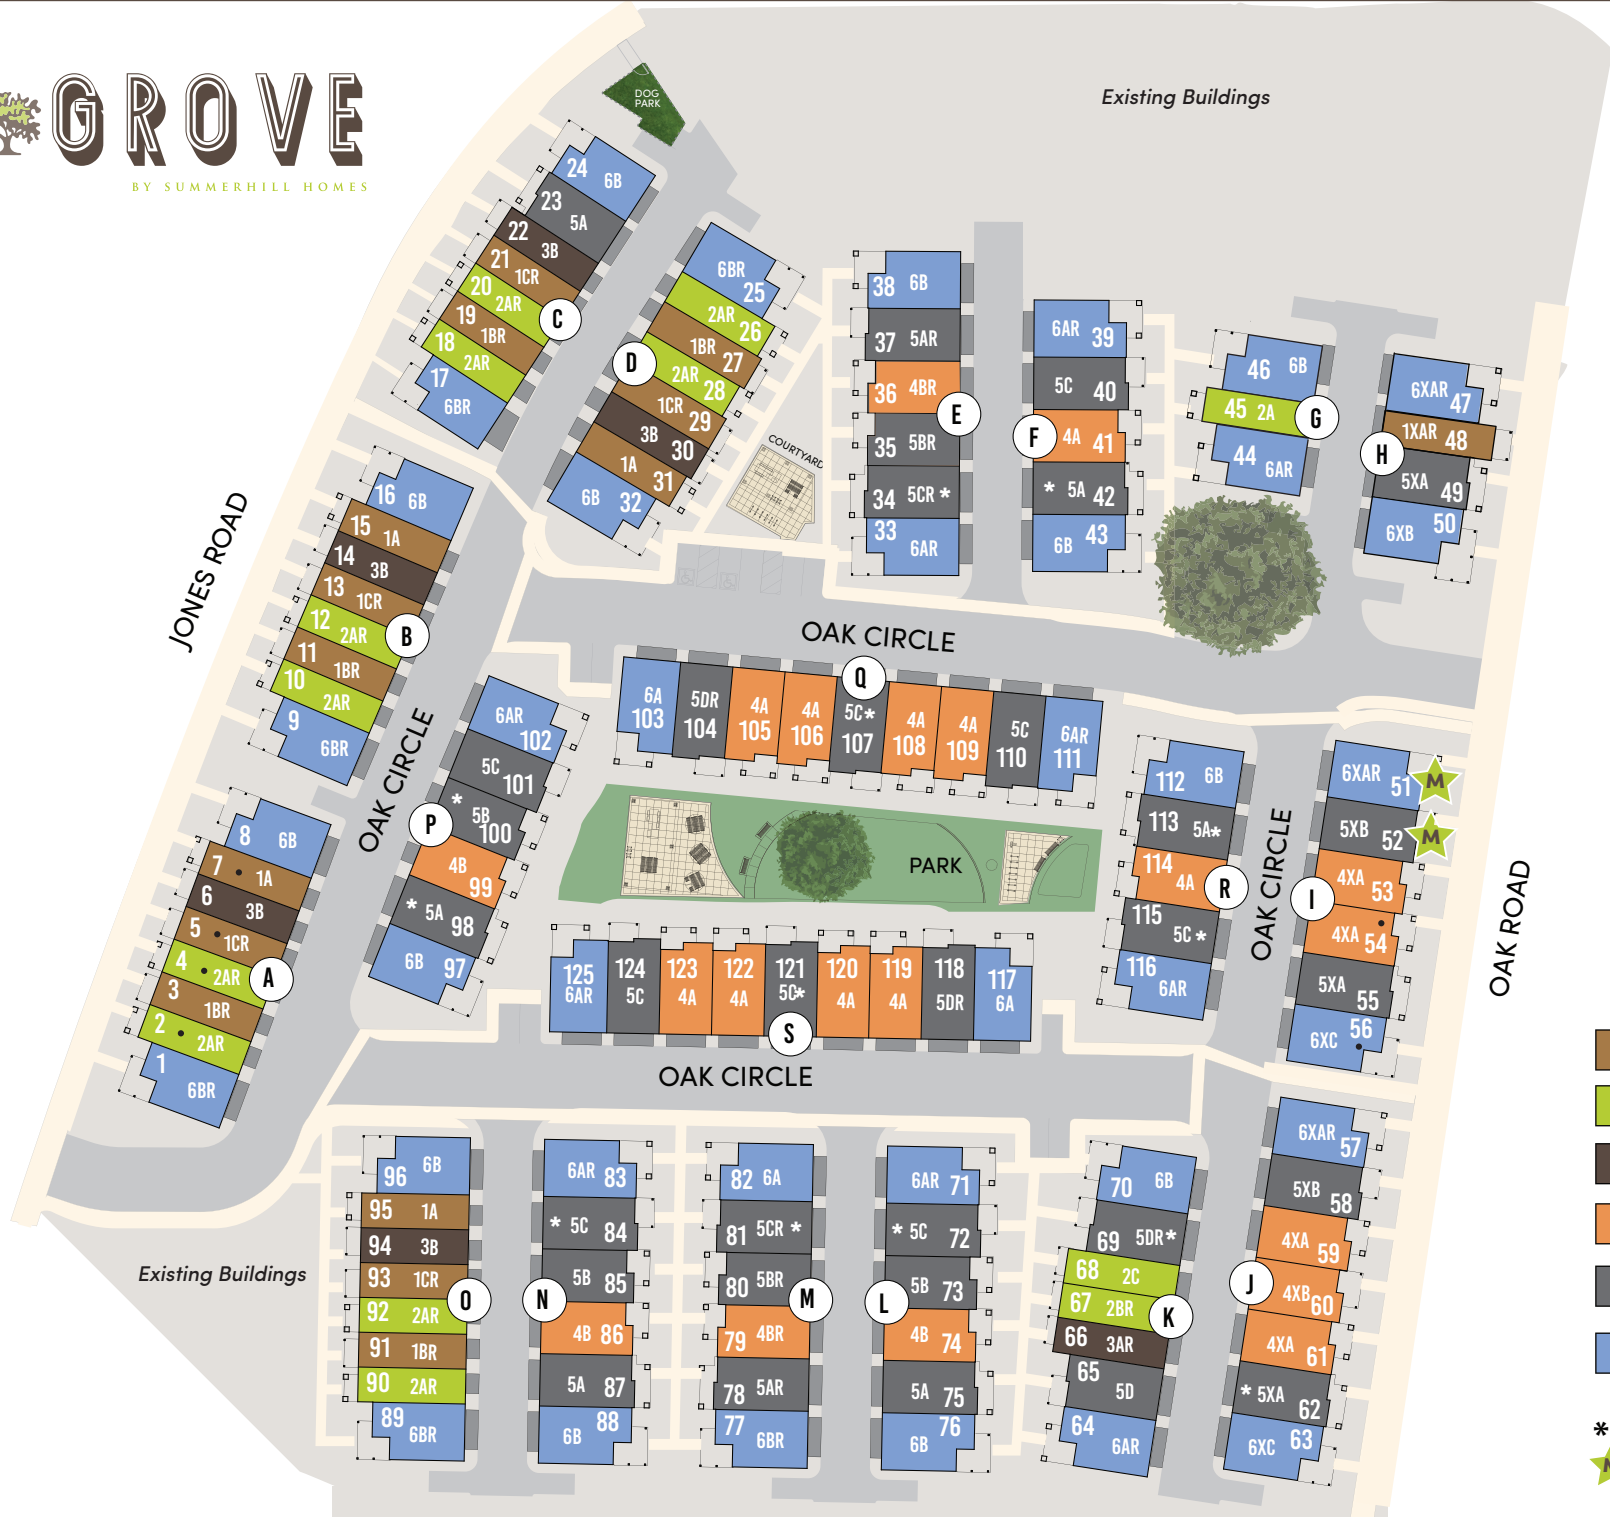 GROVE
BY SUMMERHILL HOMES
DOG
PARK
Existing Buildings
24 6B
23 5A
22 3B
21 1CR
20 2AR
19 1BR
18 2AR
17 6BR
C
6BR 25
2AR 26
1BR 27
2AR 28
1CR 29
3B 30
1A 31
6B 32
D
COURTYARD
38 6B
37 5AR
36 4BR
35 5BR
34 5CR *
33 6AR
E
6AR 39
5C 40
4A 41
* 5A 42
6B 43
F
46 6B
45 2A
44 6AR
G
6XAR 47
1XAR 48
5XA 49
6XB 50
H
JONES ROAD
16 6B
15 1A
14 3B
13 1CR
12 2AR
11 1BR
10 2AR
9 6BR
B
OAK CIRCLE
6A 103
5DR 104
4A 105
4A 106
5C* 107
4A 108
4A 109
5C 110
6AR 111
Q
OAK CIRCLE
6AR 102
5C 101
* 5B 100
4B 99
* 5A 98
6B 97
P
PARK
112 6B
113 5A*
114 4A
115 5C *
116 6AR
R
OAK CIRCLE
6XAR 51
M
5XB 52
M
4XA 53
4XA 54
5XA 55
6XC 56
I
OAK ROAD
8 6B
7 1A
6 3B
5 1CR
4 2AR
3 1BR
2 2AR
1 6BR
A
125 6AR
124 5C
123 4A
122 4A
121 5C*
120 4A
119 4A
118 5DR
117 6A
S
OAK CIRCLE
Existing Buildings
96 6B
95 1A
94 3B
93 1CR
92 2AR
91 1BR
90 2AR
89 6BR
O
6AR 83
* 5C 84
5B 85
4B 86
5A 87
6B 88
N
82 6A
81 5CR *
80 5BR
79 4BR
78 5AR
77 6BR
M
6AR 71
* 5C 72
5B 73
4B 74
5A 75
6B 76
L
70 6B
69 5DR*
68 2C
67 2BR
66 3AR
65 5D
64 6AR
K
6XAR 57
5XB 58
4XA 59
4XB 60
4XA 61
* 5XA 62
6XC 63
J
*